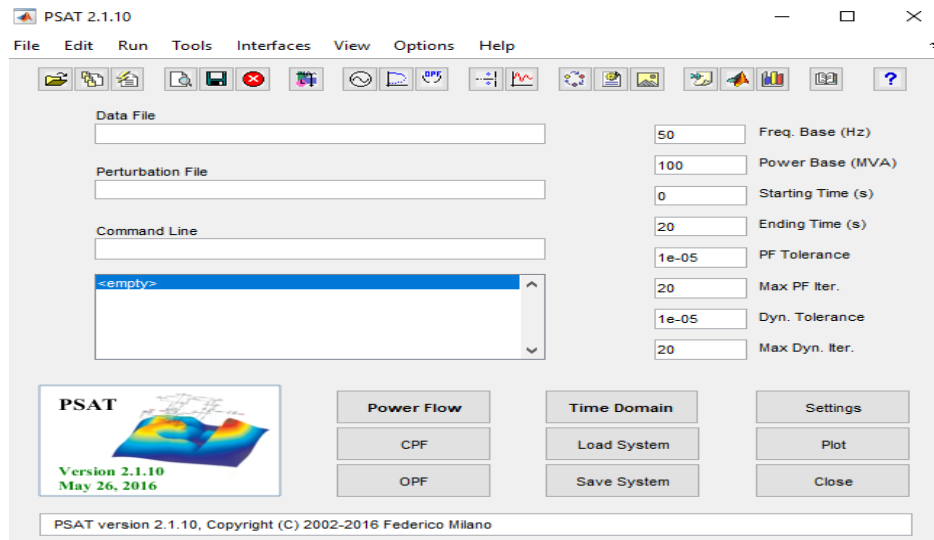 PSAT 2.1.10
File Edit Run Tools Interfaces View Options Help
OPF
?
Data File
50 Freq. Base (Hz)
100 Power Base (MVA)
Perturbation File
0 Starting Time (s)
20 Ending Time (s)
Command Line
1e-05 PF Tolerance
<empty>
20 Max PF Iter.
1e-05 Dyn. Tolerance
20 Max Dyn. Iter.
PSAT
Version 2.1.10
May 26, 2016
Power Flow Time Domain Settings
CPF Load System Plot
OPF Save System Close
PSAT version 2.1.10, Copyright (C) 2002-2016 Federico Milano